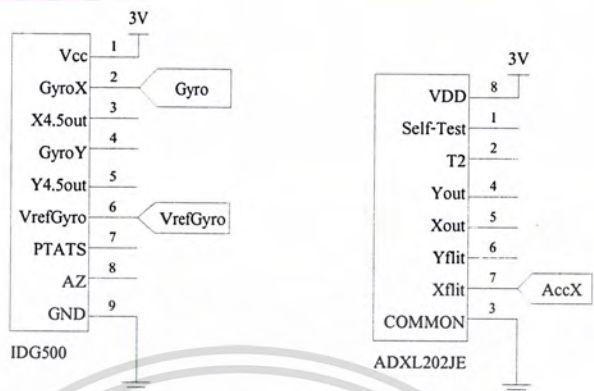 3V
Vcc 1
GyroX 2 Gyro
X4.5out 3
GyroY 4
Y4.5out 5
VrefGyro 6 VrefGyro
PTATS 7
AZ 8
GND 9
IDG500
3V
VDD 8
Self-Test 1
T2 2
Yout 4
Xout 5
Yflit 6
Xflit 7 AccX
COMMON 3
ADXL202JE